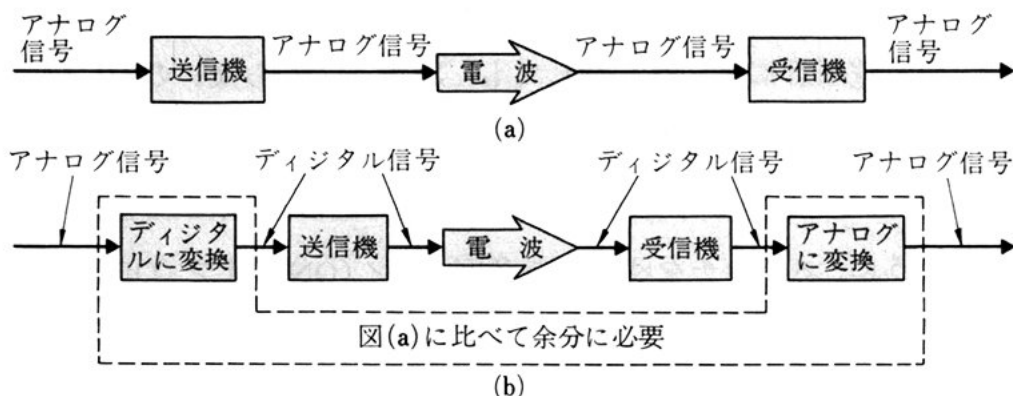 アナログ
信号
送信機
アナログ信号
電波
アナログ信号
受信機
アナログ
信号
(a)
アナログ信号
ディジタル信号
ディジタル信号
アナログ信号
ディジタ
ルに変換
送信機
電波
受信機
アナログ
に変換
図(a)に比べて余分に必要
(b)